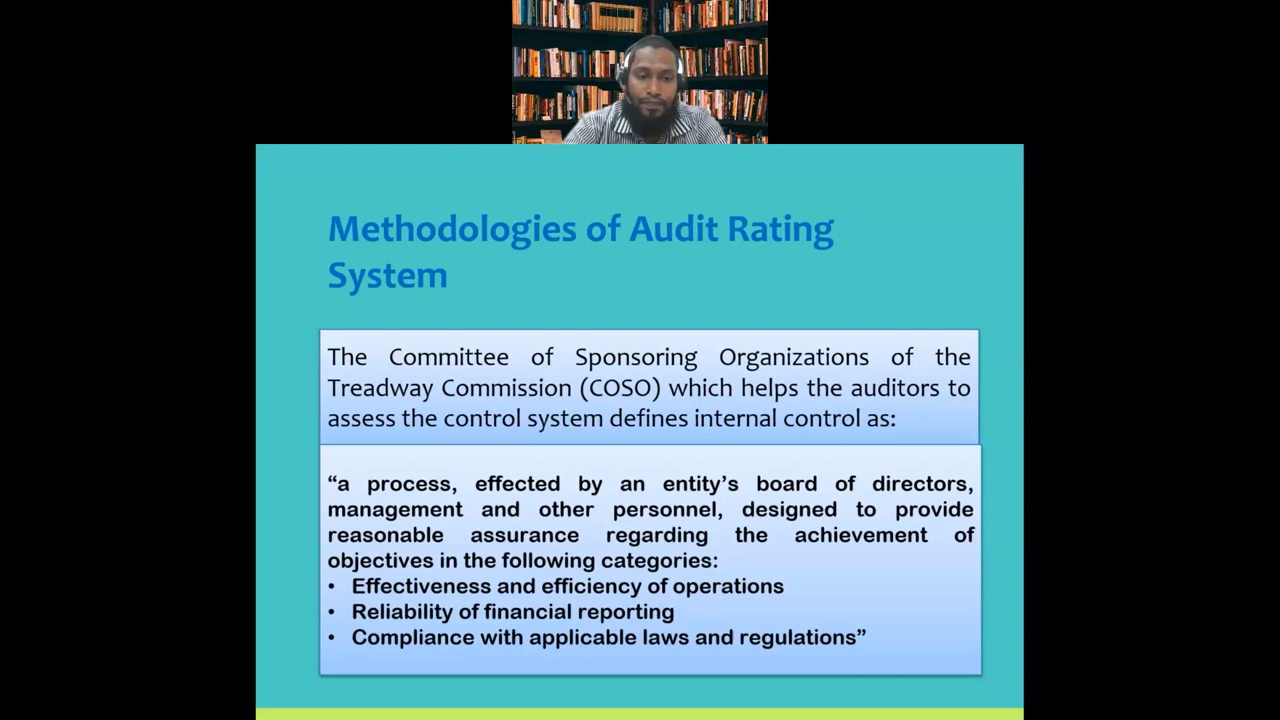 Methodologies of Audit Rating
System
The Committee of Sponsoring Organizations of the
Treadway Commission (COSO) which helps the auditors to
assess the control system defines internal control as:
“a process, effected by an entity’s board of directors,
management and other personnel, designed to provide
reasonable assurance regarding the achievement of
objectives in the following categories:
• Effectiveness and efficiency of operations
• Reliability of financial reporting
• Compliance with applicable laws and regulations”